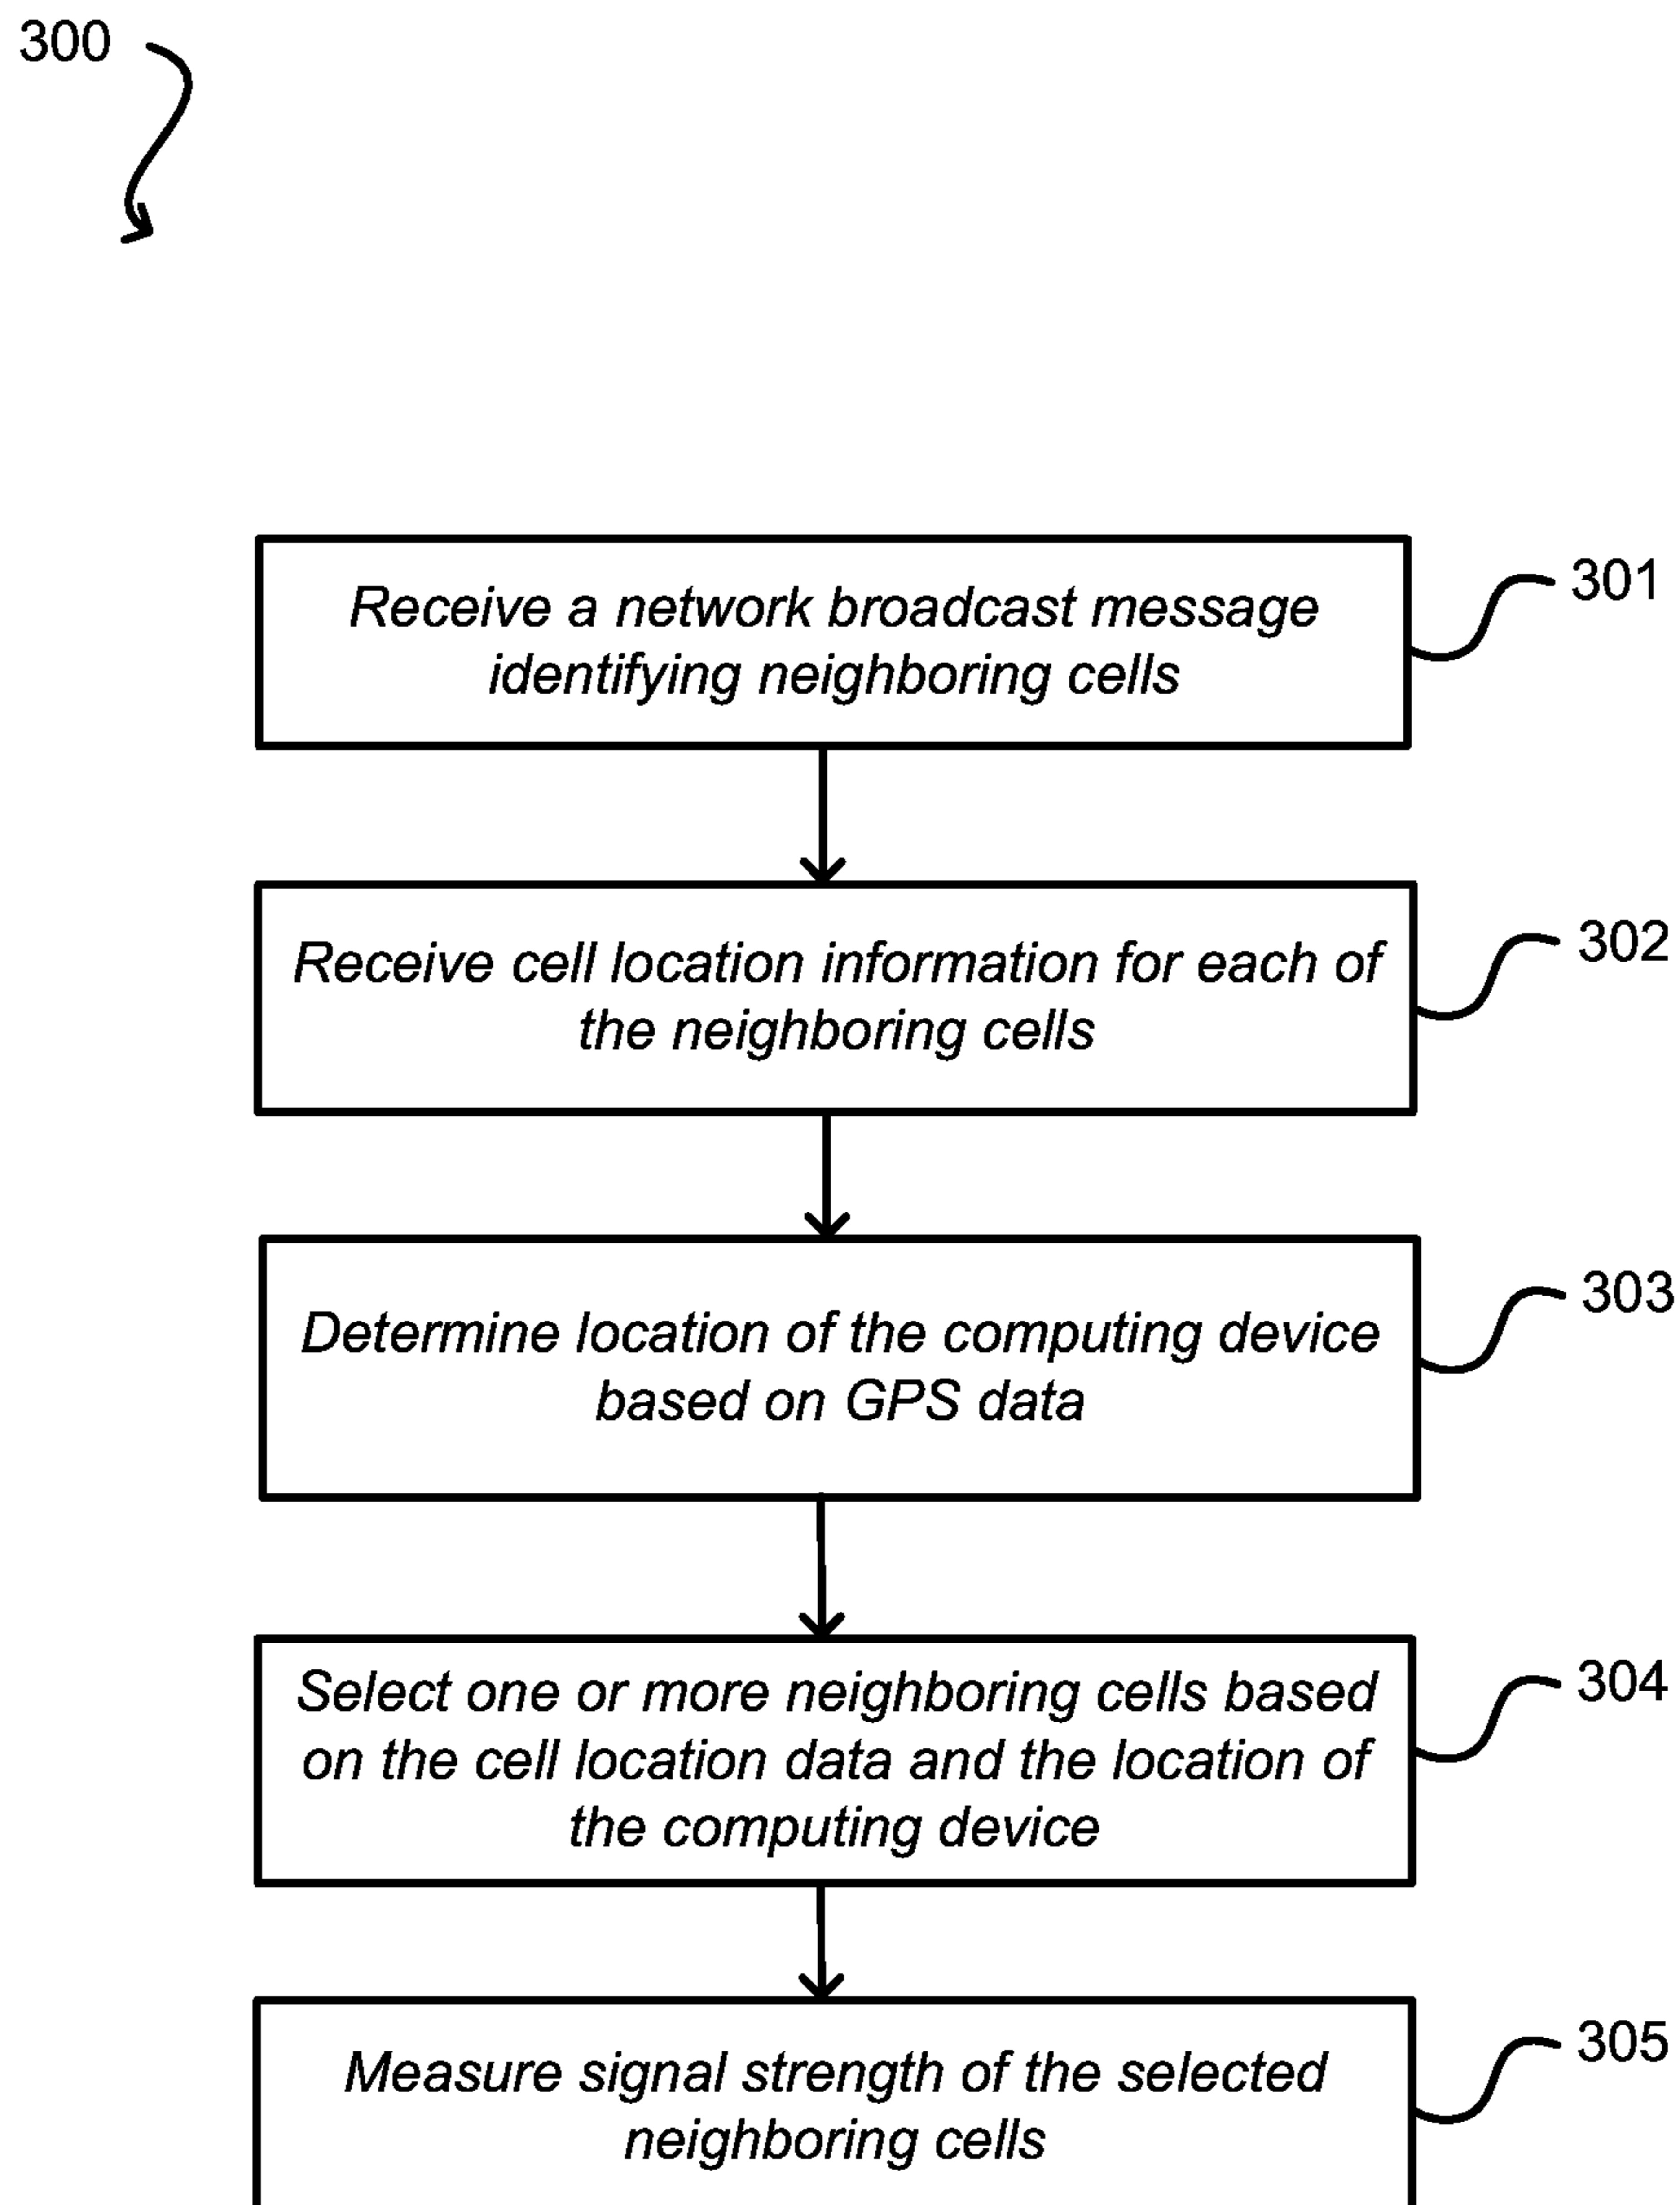 300
Receive a network broadcast message
identifying neighboring cells
301
Receive cell location information for each of
the neighboring cells
302
Determine location of the computing device
based on GPS data
303
Select one or more neighboring cells based
on the cell location data and the location of
the computing device
304
Measure signal strength of the selected
neighboring cells
305